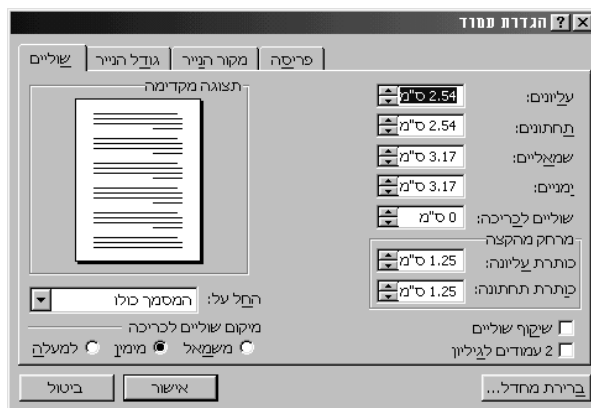 הגדרת עמוד
שוליים
גודל הנייר
מקור הנייר
פריסה
עליונים:
2.54 ס"מ
תחתונים:
2.54 ס"מ
שמאליים:
3.17 ס"מ
ימניים:
3.17 ס"מ
שוליים לכריכה:
0 ס"מ
מרחק מהקצה
כותרת עליונה:
1.25 ס"מ
כותרת תחתונה:
1.25 ס"מ
שיקוף שוליים
2 עמודים לגיליון
תצוגה מקדימה
החל על:
המסמך כולו
מיקום שוליים לכריכה
משמאל
מימין
למעלה
ברירת מחדל...
אישור
ביטול